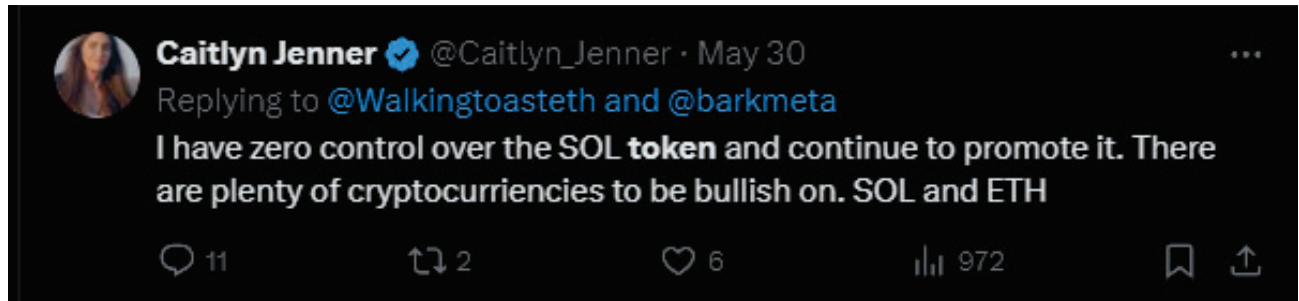 Caitlyn Jenner @Caitlyn_Jenner · May 30
Replying to @Walkingtoasteth and @barkmeta
I have zero control over the SOL token and continue to promote it. There
are plenty of cryptocurriencies to be bullish on. SOL and ETH
11 2 6 972